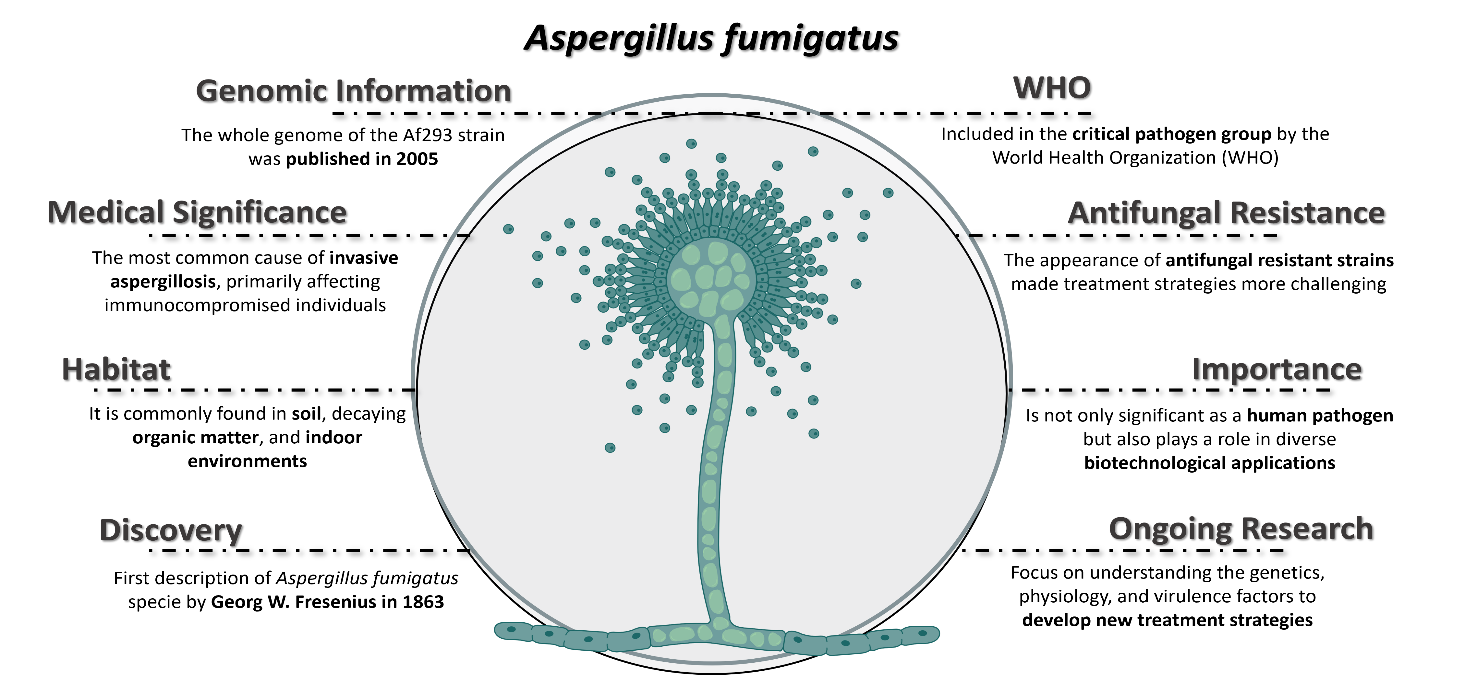 Aspergillus fumigatus
Genomic Information
The whole genome of the Af293 strain
was published in 2005
Medical Significance
The most common cause of invasive
aspergillosis, primarily affecting
immunocompromised individuals
Habitat
It is commonly found in soil, decaying
organic matter, and indoor
environments
Discovery
First description of Aspergillus fumigatus
specie by Georg W. Fresenius in 1863
WHO
Included in the critical pathogen group by the
World Health Organization (WHO)
Antifungal Resistance
The appearance of antifungal resistant strains
made treatment strategies more challenging
Importance
Is not only significant as a human pathogen
but also plays a role in diverse
biotechnological applications
Ongoing Research
Focus on understanding the genetics,
physiology, and virulence factors to
develop new treatment strategies